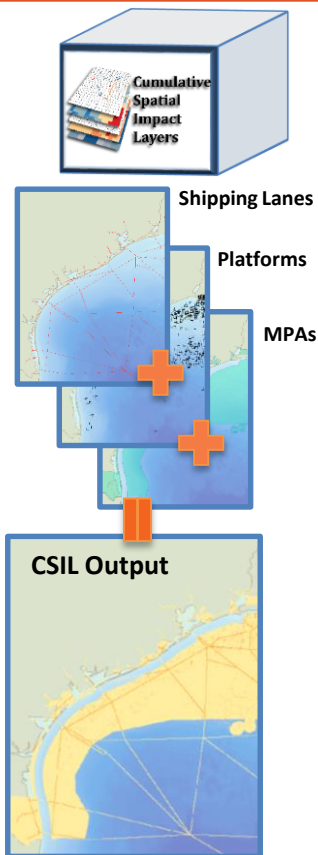 Cumulative
Spatial
Impact
Layers
Shipping Lanes
Platforms
MPAs
CSIL Output